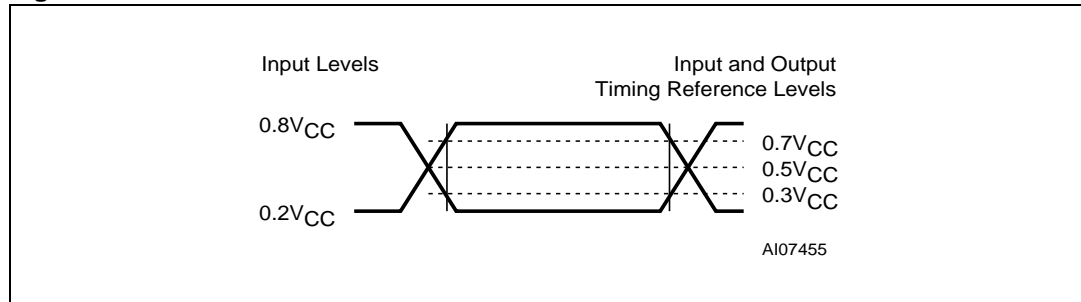 Input Levels
Input and Output
Timing Reference Levels
0.8VCC
0.7VCC
0.5VCC
0.3VCC
0.2VCC
AI07455